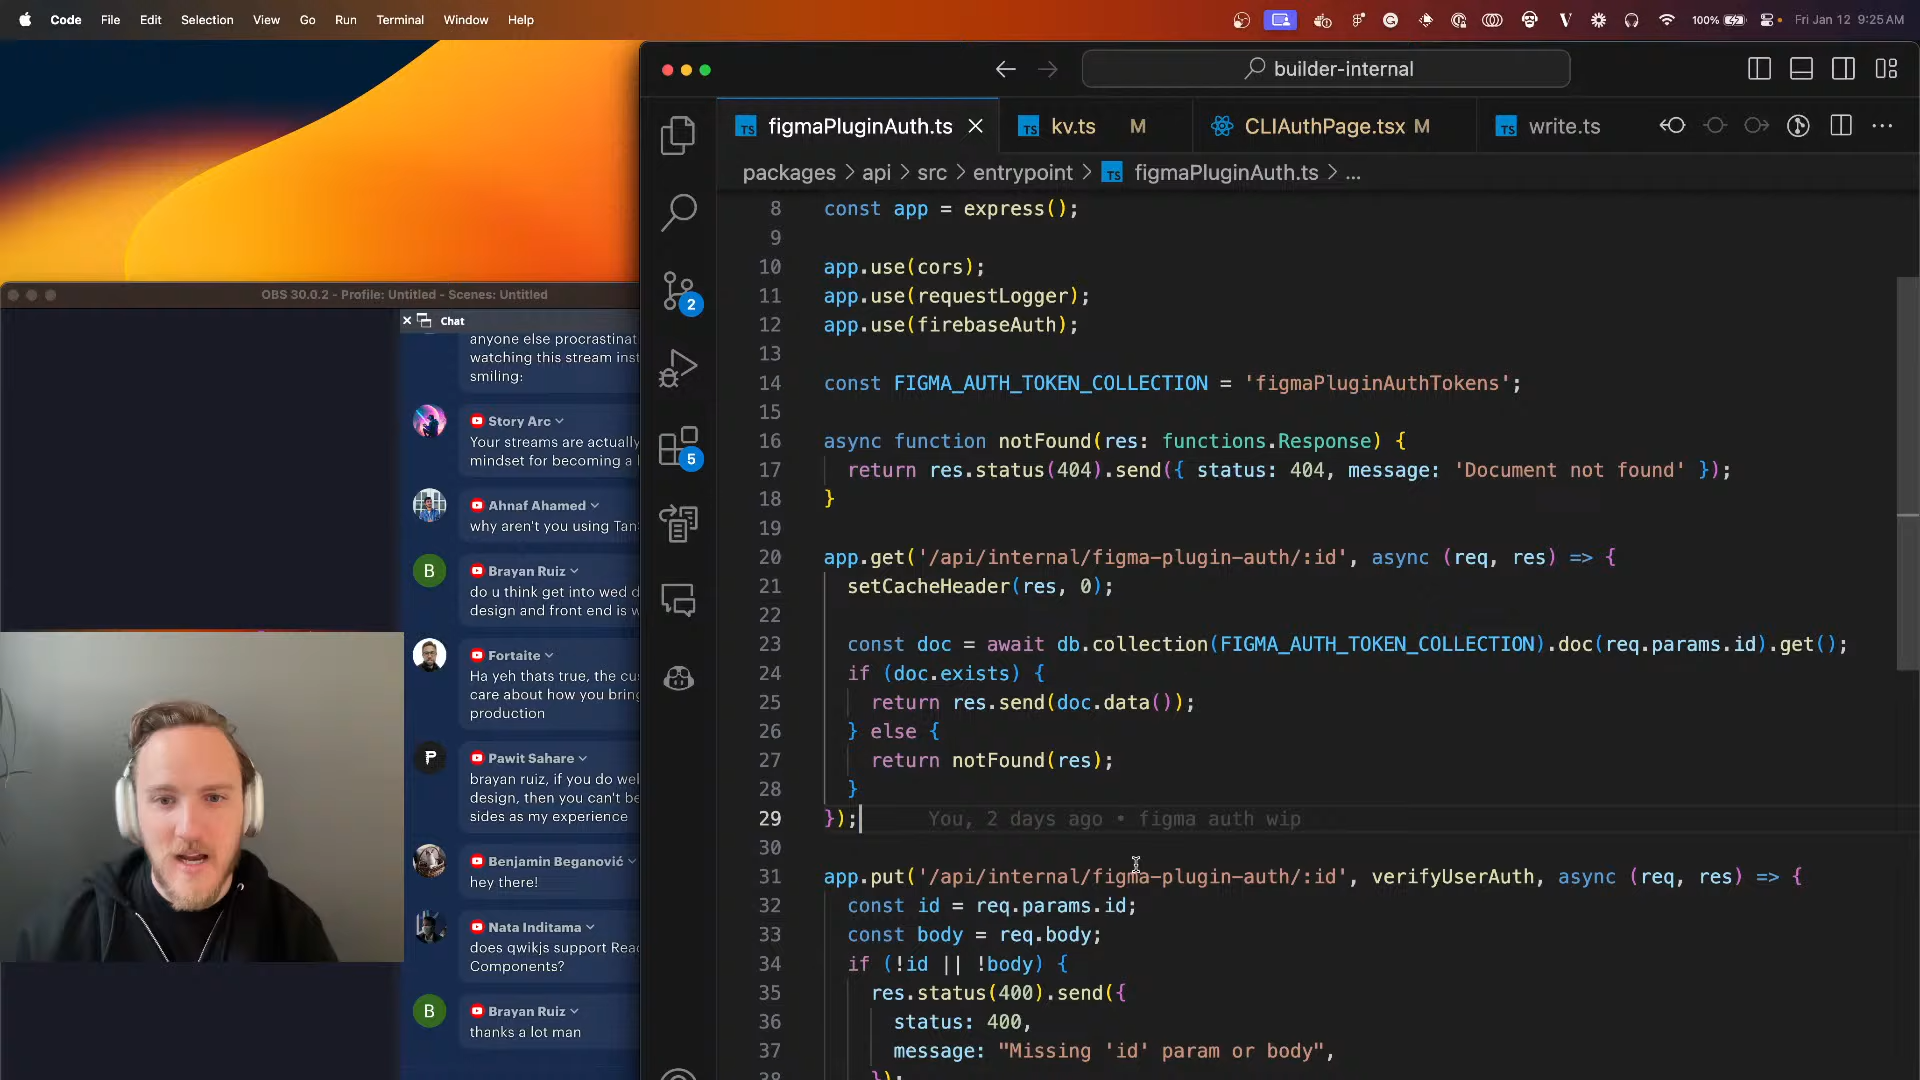 Code File Edit Selection View Go Run Terminal Window Help
100% Fri Jan 12 9:25 AM
builder-internal
figmaPluginAuth.ts
kv.ts M
CLIAuthPage.tsx M
write.ts
packages > api > src > entrypoint > TS figmaPluginAuth.ts > ...
OBS 30.0.2 - Profile: Untitled - Scenes: Untitled
Chat
anyone else procrastinat
watching this stream inst
smiling:
Story Arc
Your streams are actually
mindset for becoming a
Ahnaf Ahamed
why aren't you using Tan
B
Brayan Ruiz
do u think get into wed d
design and front end is w
Fortaite
Ha yeh thats true, the cu
care about how you bring
production
Pawit Sahare
brayan ruiz, if you do we
design, then you can't be
sides as my experience
Benjamin Beganović
hey there!
Nata Inditama
does qwikjs support Rea
Components?
B
Brayan Ruiz
thanks a lot man
2
5
8 const app = express();
9
10 app.use(cors);
11 app.use(requestLogger);
12 app.use(firebaseAuth);
13
14 const FIGMA_AUTH_TOKEN_COLLECTION = 'figmaPluginAuthTokens';
15
16 async function notFound(res: functions.Response) {
17 return res.status(404).send({ status: 404, message: 'Document not found' });
18 }
19
20 app.get('/api/internal/figma-plugin-auth/:id', async (req, res) => {
21 setCacheHeader(res, 0);
22
23 const doc = await db.collection(FIGMA_AUTH_TOKEN_COLLECTION).doc(req.params.id).get();
24 if (doc.exists) {
25 return res.send(doc.data());
26 } else {
27 return notFound(res);
28 }
29 }); You, 2 days ago • figma auth wip
30
31 app.put('/api/internal/figma-plugin-auth/:id', verifyUserAuth, async (req, res) => {
32 const id = req.params.id;
33 const body = req.body;
34 if (!id || !body) {
35 res.status(400).send({
36 status: 400,
37 message: "Missing 'id' param or body",
38 });